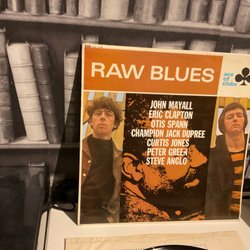 RAW BLUES
ace
of
clubs
JOHN MAYALL
ERIC CLAPTON
OTIS SPANN
CHAMPION JACK DUPREE
CURTIS JONES
PETER GREEN
STEVE ANGLO